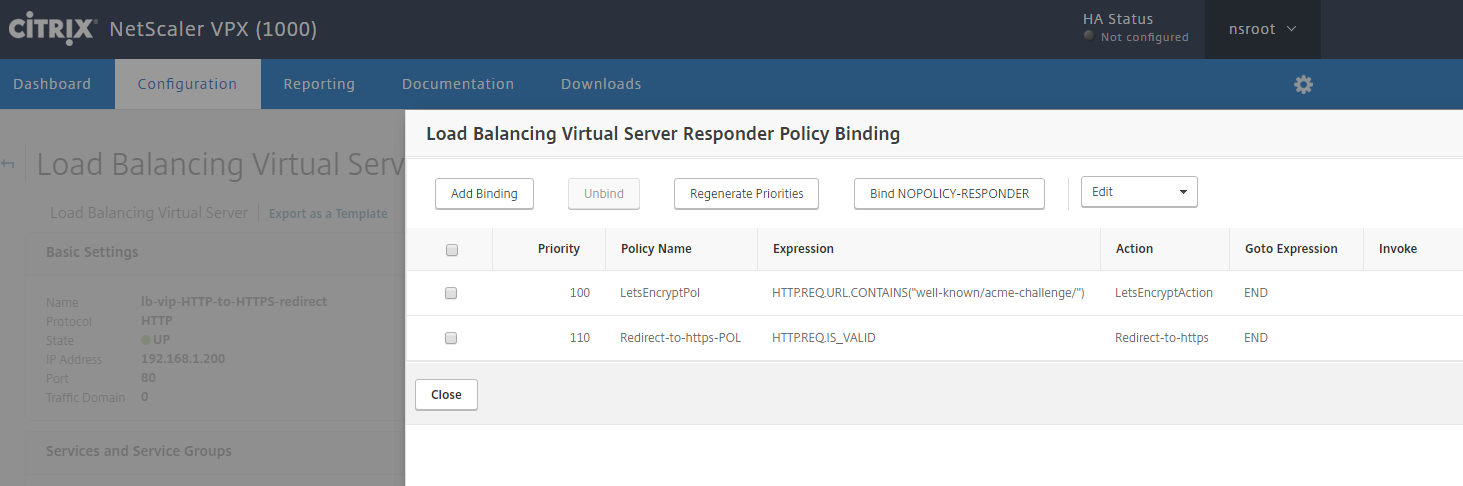 CİTRIX NetScaler VPX (1000)
HA Status
Not configured
nsroot
Dashboard Configuration Reporting Documentation Downloads
Load Balancing Virtual Serv
Load Balancing Virtual Server Export as a Template
Basic Settings
Name lb-vip-HTTP-to-HTTPS-redirect
Protocol HTTP
State UP
IP Address 192.168.1.200
Port 80
Traffic Domain 0
Services and Service Groups
Load Balancing Virtual Server Responder Policy Binding
Add Binding Unbind Regenerate Priorities Bind NOPOLICY-RESPONDER Edit
Priority Policy Name Expression Action Goto Expression Invoke
100 LetsEncryptPol HTTP.REQ.URL.CONTAINS("well-known/acme-challenge/") LetsEncryptAction END
110 Redirect-to-https-POL HTTP.REQ.IS_VALID Redirect-to-https END
Close